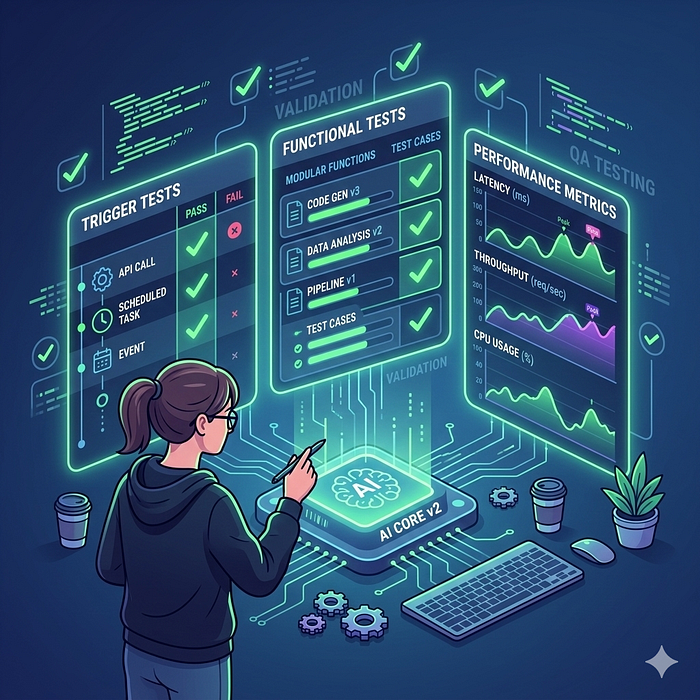 VALIDATION
QA TESTING
TRIGGER TESTS
PASS FAIL
API CALL
SCHEDULED
TASK
EVENT
FUNCTIONAL TESTS
MODULAR FUNCTIONS TEST CASES
CODE GEN v3
DATA ANALYSIS v2
PIPELINE v1
TEST CASES
VALIDATION
PERFORMANCE METRICS
LATENCY (ms)
Peak
THROUGHPUT (req/sec)
CPU USAGE (%)
AI
AI CORE v2